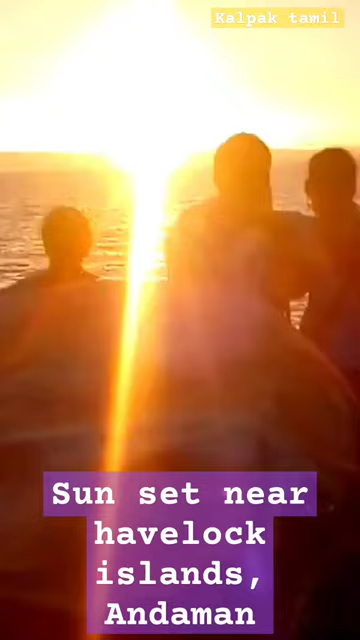 Kalpak tamil
Sun set near
havelock
islands,
Andaman